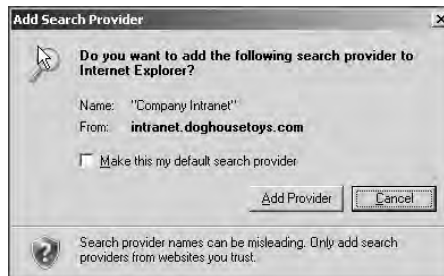 Add Search Provider
Do you want to add the following search provider to
Internet Explorer?
Name: "Company Intranet"
From: intranet.doghousetoys.com
Make this my default search provider
Add Provider Cancel
Search provider names can be misleading. Only add search
providers from websites you trust.